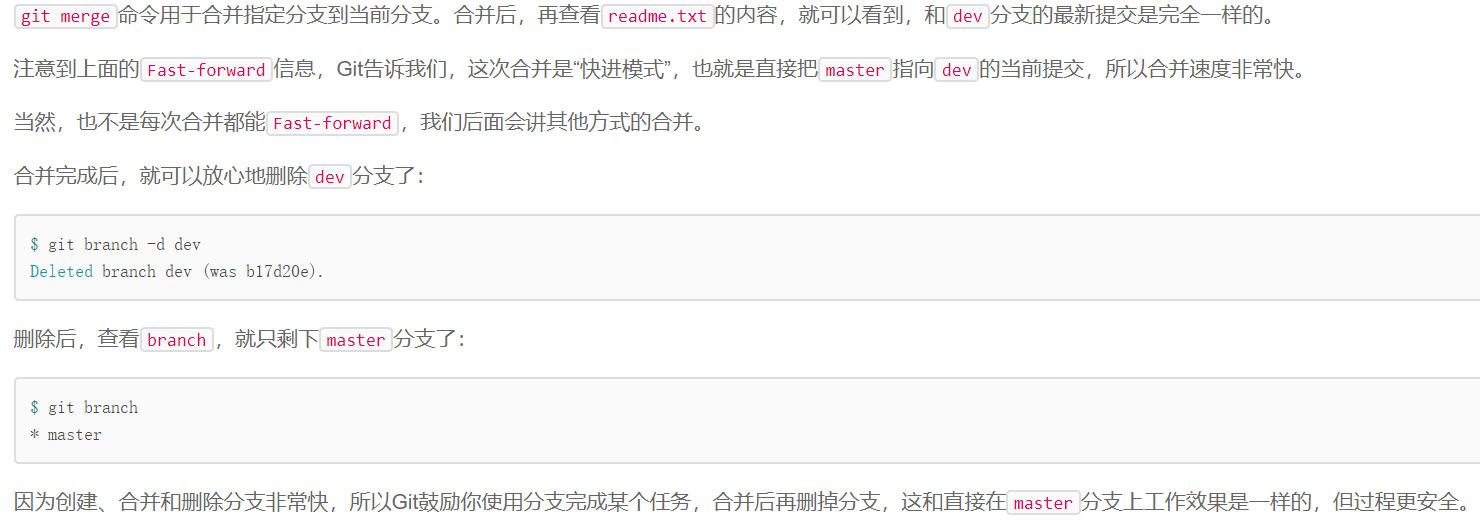 git merge命令用于合并指定分支到当前分支。合并后，再查看readme.txt的内容，就可以看到，和dev分支的最新提交是完全一样的。
注意到上面的Fast-forward信息，Git告诉我们，这次合并是“快进模式”，也就是直接把master指向dev的当前提交，所以合并速度非常快。
当然，也不是每次合并都能Fast-forward，我们后面会讲其他方式的合并。
合并完成后，就可以放心地删除dev分支了：
$ git branch -d dev
Deleted branch dev (was b17d20e).
删除后，查看branch，就只剩下master分支了：
$ git branch
* master
因为创建、合并和删除分支非常快，所以Git鼓励你使用分支完成某个任务，合并后再删掉分支，这和直接在master分支上工作效果是一样的，但过程更安全。